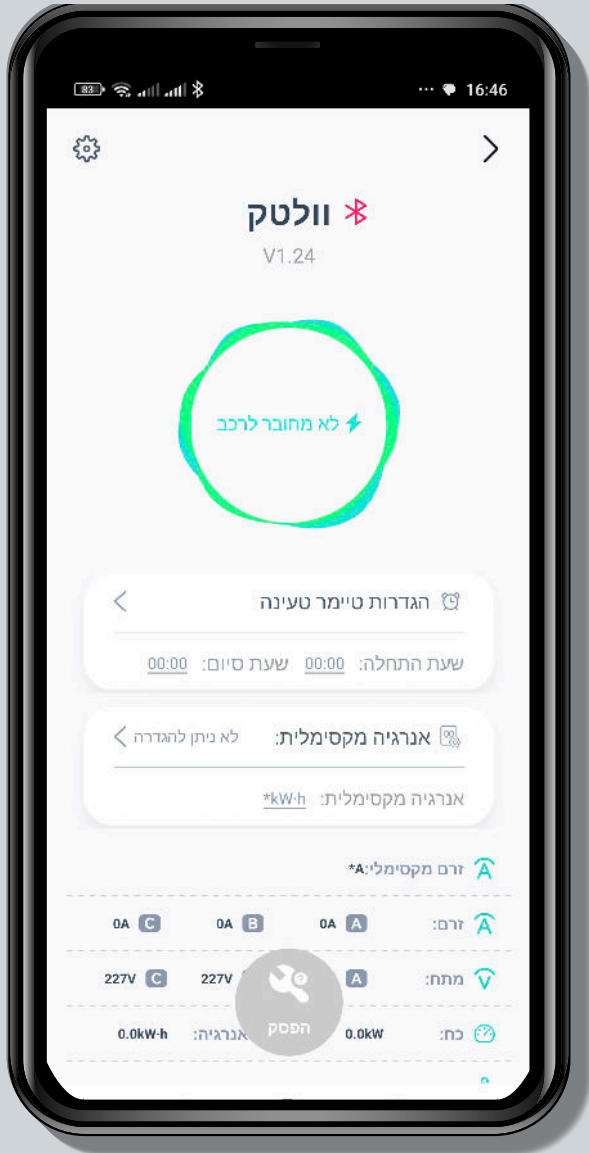 83 ··· 16:46
וולטק
V1.24
לא מחובר לרכב
הגדרות טיימר טעינה
שעת התחלה: 00:00 שעת סיום: 00:00
אנרגיה מקסימלית: לא ניתן להגדרה
אנרגיה מקסימלית: kW·h*
זרם מקסימלי:A*
זרם: A 0A B 0A C 0A
מתח: A 227V C 227V
כח: 0.0kW אנרגיה: 0.0kW·h
הפסק